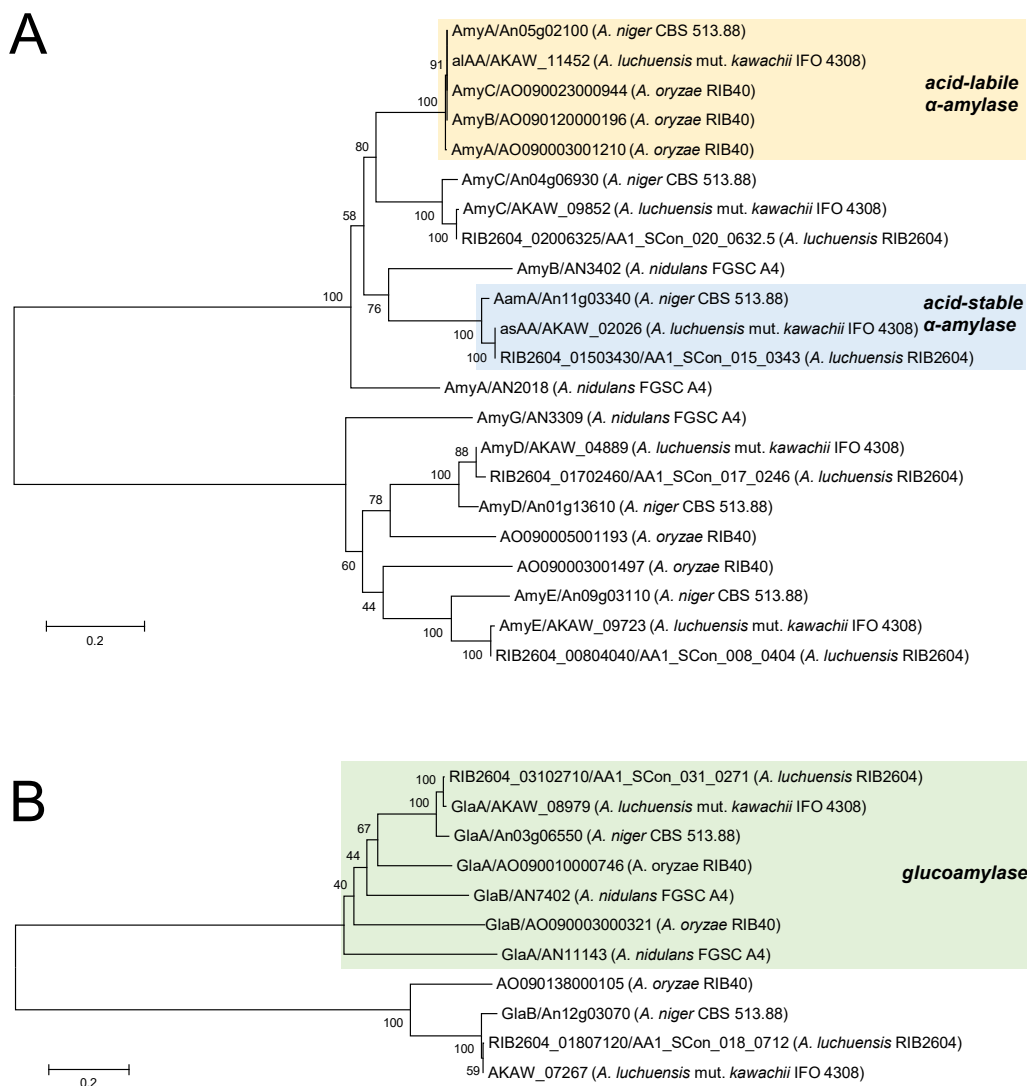 A
AmyA/An05g02100 (A. niger CBS 513.88)
91
alAA/AKAW_11452 (A. luchuensis mut. kawachii IFO 4308)
acid-labile
α-amylase
100
AmyC/AO090023000944 (A. oryzae RIB40)
AmyB/AO090120000196 (A. oryzae RIB40)
AmyA/AO090003001210 (A. oryzae RIB40)
80
AmyC/An04g06930 (A. niger CBS 513.88)
AmyC/AKAW_09852 (A. luchuensis mut. kawachii IFO 4308)
58
100
100
RIB2604_02006325/AA1_SCon_020_0632.5 (A. luchuensis RIB2604)
AmyB/AN3402 (A. nidulans FGSC A4)
100
76
AamA/An11g03340 (A. niger CBS 513.88)
acid-stable
α-amylase
100
asAA/AKAW_02026 (A. luchuensis mut. kawachii IFO 4308)
100
RIB2604_01503430/AA1_SCon_015_0343 (A. luchuensis RIB2604)
AmyA/AN2018 (A. nidulans FGSC A4)
AmyG/AN3309 (A. nidulans FGSC A4)
88
AmyD/AKAW_04889 (A. luchuensis mut. kawachii IFO 4308)
100
RIB2604_01702460/AA1_SCon_017_0246 (A. luchuensis RIB2604)
78
AmyD/An01g13610 (A. niger CBS 513.88)
AO090005001193 (A. oryzae RIB40)
60
AO090003001497 (A. oryzae RIB40)
44
AmyE/An09g03110 (A. niger CBS 513.88)
100
AmyE/AKAW_09723 (A. luchuensis mut. kawachii IFO 4308)
100
RIB2604_00804040/AA1_SCon_008_0404 (A. luchuensis RIB2604)
0.2
B
100
RIB2604_03102710/AA1_SCon_031_0271 (A. luchuensis RIB2604)
100
GlaA/AKAW_08979 (A. luchuensis mut. kawachii IFO 4308)
67
GlaA/An03g06550 (A. niger CBS 513.88)
44
GlaA/AO090010000746 (A. oryzae RIB40)
glucoamylase
40
GlaB/AN7402 (A. nidulans FGSC A4)
GlaB/AO090003000321 (A. oryzae RIB40)
GlaA/AN11143 (A. nidulans FGSC A4)
AO090138000105 (A. oryzae RIB40)
100
GlaB/An12g03070 (A. niger CBS 513.88)
100
RIB2604_01807120/AA1_SCon_018_0712 (A. luchuensis RIB2604)
59
AKAW_07267 (A. luchuensis mut. kawachii IFO 4308)
0.2